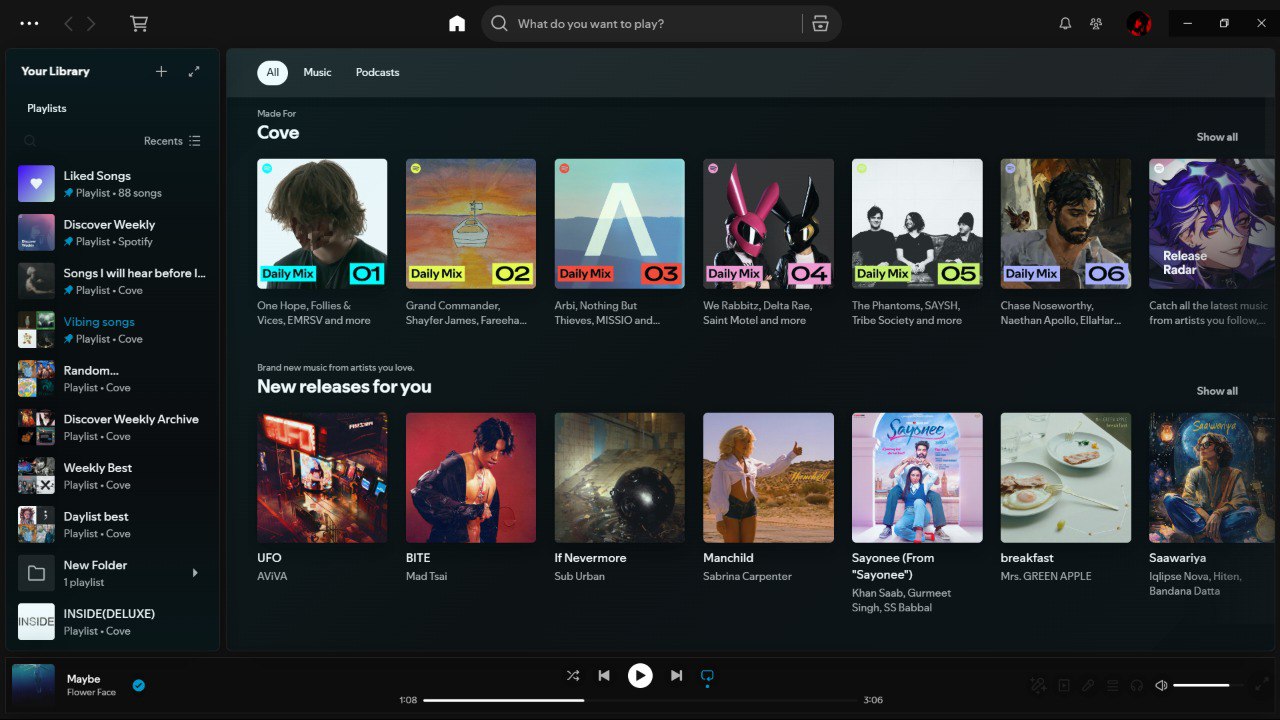 What do you want to play?
Your Library
Playlists
Recents
Liked Songs
Playlist • 88 songs
Discover Weekly
Playlist • Spotify
Songs I will hear before I...
Playlist • Cove
Vibing songs
Playlist • Cove
Random...
Playlist • Cove
Discover Weekly Archive
Playlist • Cove
Weekly Best
Playlist • Cove
Daylist best
Playlist • Cove
New Folder
1 playlist
INSIDE
INSIDE(DELUXE)
Playlist • Cove
All
Music
Podcasts
Made For
Cove
Show all
Daily Mix 01
Daily Mix 02
Daily Mix 03
Daily Mix 04
Daily Mix 05
Daily Mix 06
Release
Radar
One Hope, Follies &
Vices, EMRSV and more
Grand Commander,
Shayfer James, Fareeha...
Arbi, Nothing But
Thieves, MISSIO and...
We Rabbitz, Delta Rae,
Saint Motel and more
The Phantoms, SAYSH,
Tribe Society and more
Chase Noseworthy,
Naethan Apollo, EllaHar...
Catch all the latest music
from artists you follow,...
Brand new music from artists you love.
New releases for you
Show all
UFO
Manchild
Sayonee
Saawariya
UFO
AViVA
BITE
Mad Tsai
If Nevermore
Sub Urban
Manchild
Sabrina Carpenter
Sayonee (From
"Sayonee")
Khan Saab, Gurmeet
Singh, SS Babbal
breakfast
Mrs. GREEN APPLE
Saawariya
Iqlipse Nova, Hiten,
Bandana Datta
Maybe
Flower Face
1:08
3:06